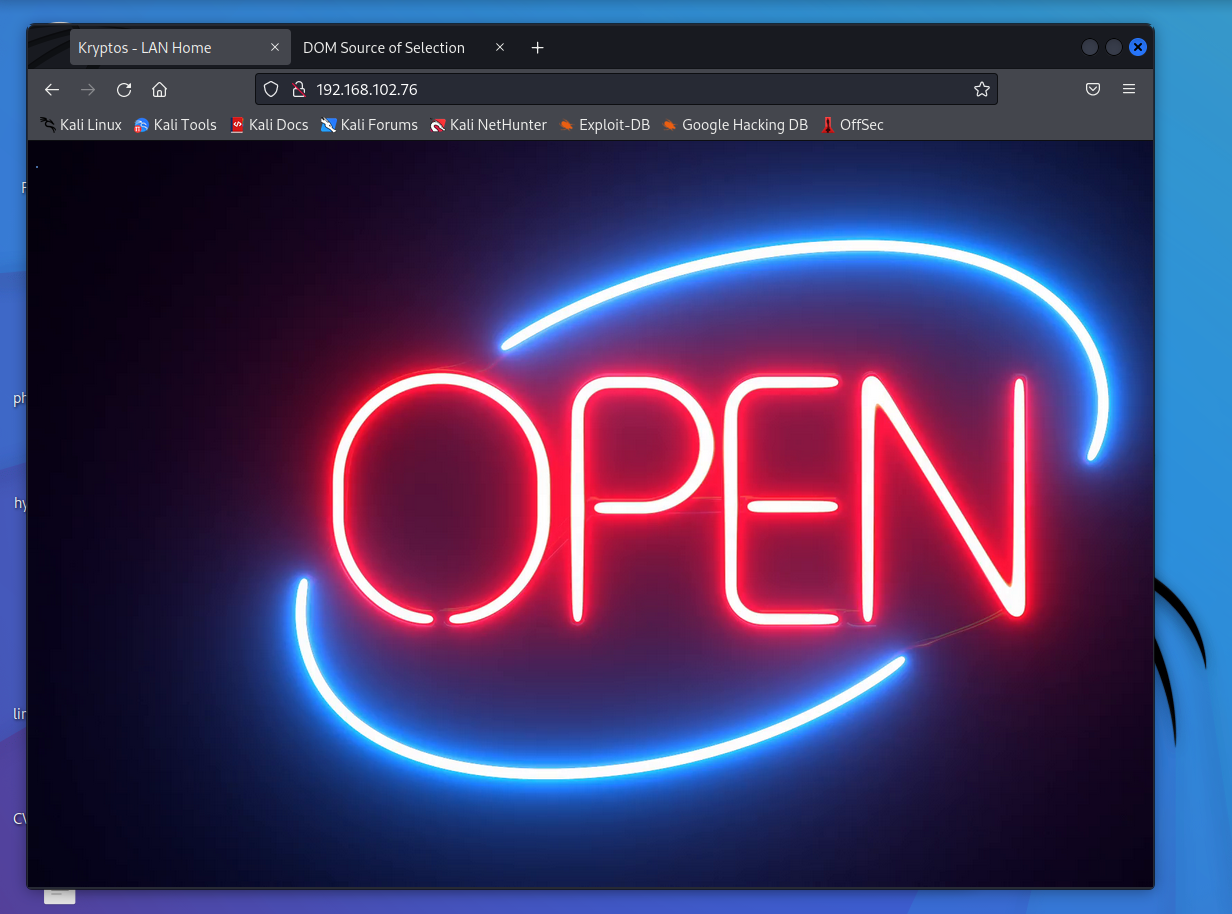 Kryptos - LAN Home
DOM Source of Selection
192.168.102.76
Kali Linux Kali Tools Kali Docs Kali Forums Kali NetHunter Exploit-DB Google Hacking DB OffSec
.
OPEN